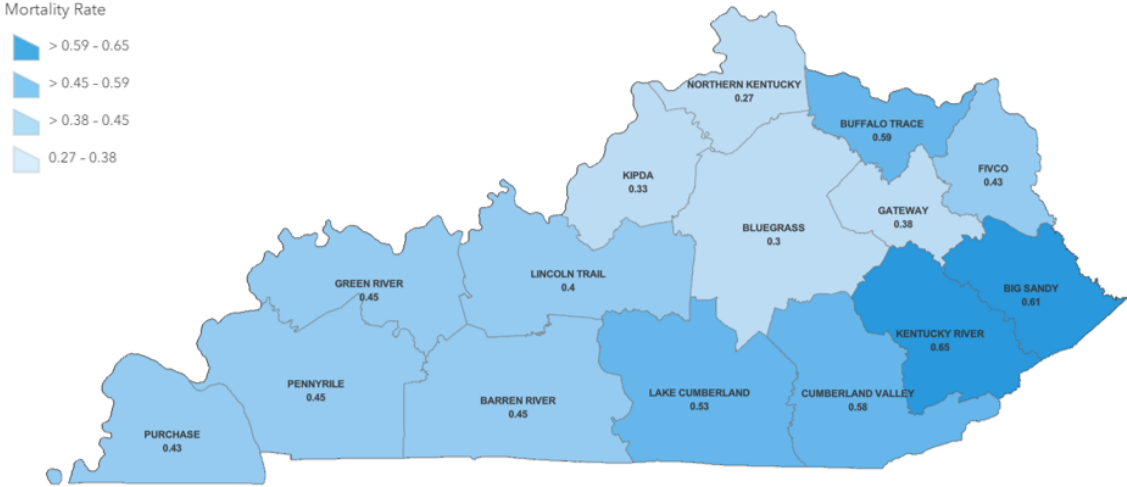 Mortality Rate
> 0.59 - 0.65
> 0.45 - 0.59
> 0.38 - 0.45
0.27 - 0.38
NORTHERN KENTUCKY
0.27
BUFFALO TRACE
0.59
KIPDA
0.33
FIVCO
0.43
GATEWAY
0.38
BLUEGRASS
0.3
LINCOLN TRAIL
0.4
GREEN RIVER
0.45
BIG SANDY
0.61
KENTUCKY RIVER
0.65
PENNYRILE
0.45
BARREN RIVER
0.45
LAKE CUMBERLAND
0.53
CUMBERLAND VALLEY
0.58
PURCHASE
0.43